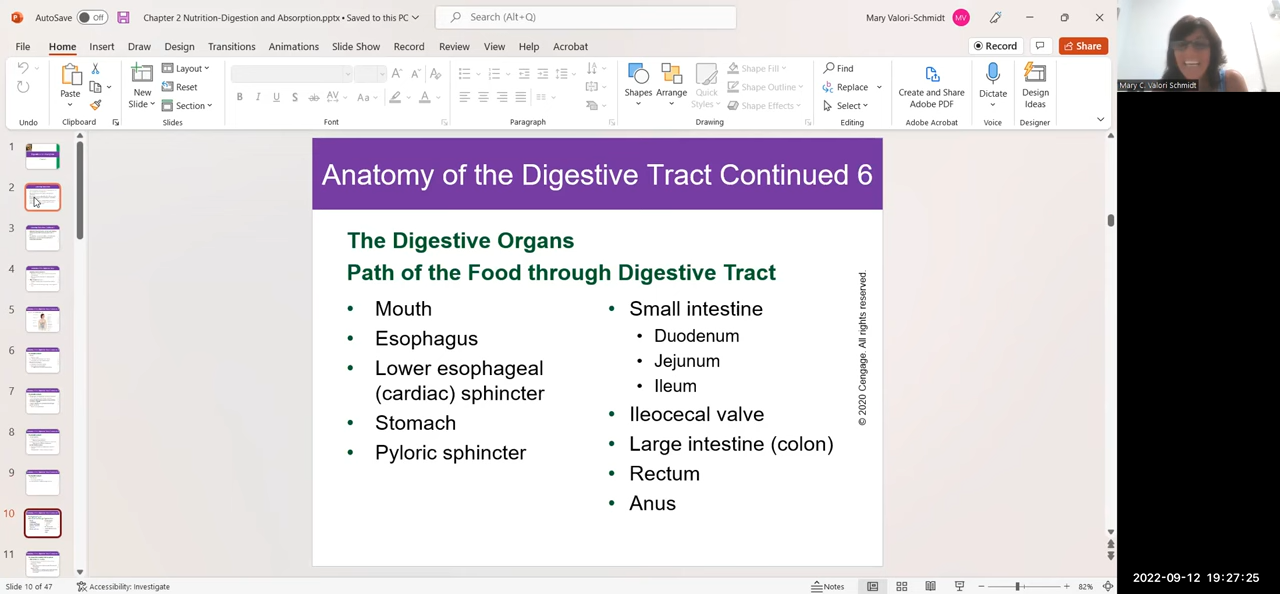 AutoSave Off Chapter 2 Nutrition-Digestion and Absorption.pptx • Saved to this PC Search (Alt+Q) Mary Valori-Schmidt MV
File Home Insert Draw Design Transitions Animations Slide Show Record Review View Help Acrobat Record Share
Paste
New
Slide
Layout
Reset
Section
B I U S ab AV Aa A
Shapes
Arrange
Quick
Styles
Shape Fill
Shape Outline
Shape Effects
Find
Replace
Select
Create and Share
Adobe PDF
Dictate
Design
Ideas
Undo Clipboard Slides Font Paragraph Drawing Editing Adobe Acrobat Voice Designer
Mary C. Valori Schmidt
1
2
3
4
5
6
7
8
9
10
11
Anatomy of the Digestive Tract Continued 6
The Digestive Organs
Path of the Food through Digestive Tract
• Mouth
• Esophagus
• Lower esophageal
(cardiac) sphincter
• Stomach
• Pyloric sphincter
• Small intestine
• Duodenum
• Jejunum
• Ileum
• Ileocecal valve
• Large intestine (colon)
• Rectum
• Anus
© 2020 Cengage. All rights reserved.
Slide 10 of 47 Accessibility: Investigate Notes 82%
2022-09-12 19:27:25